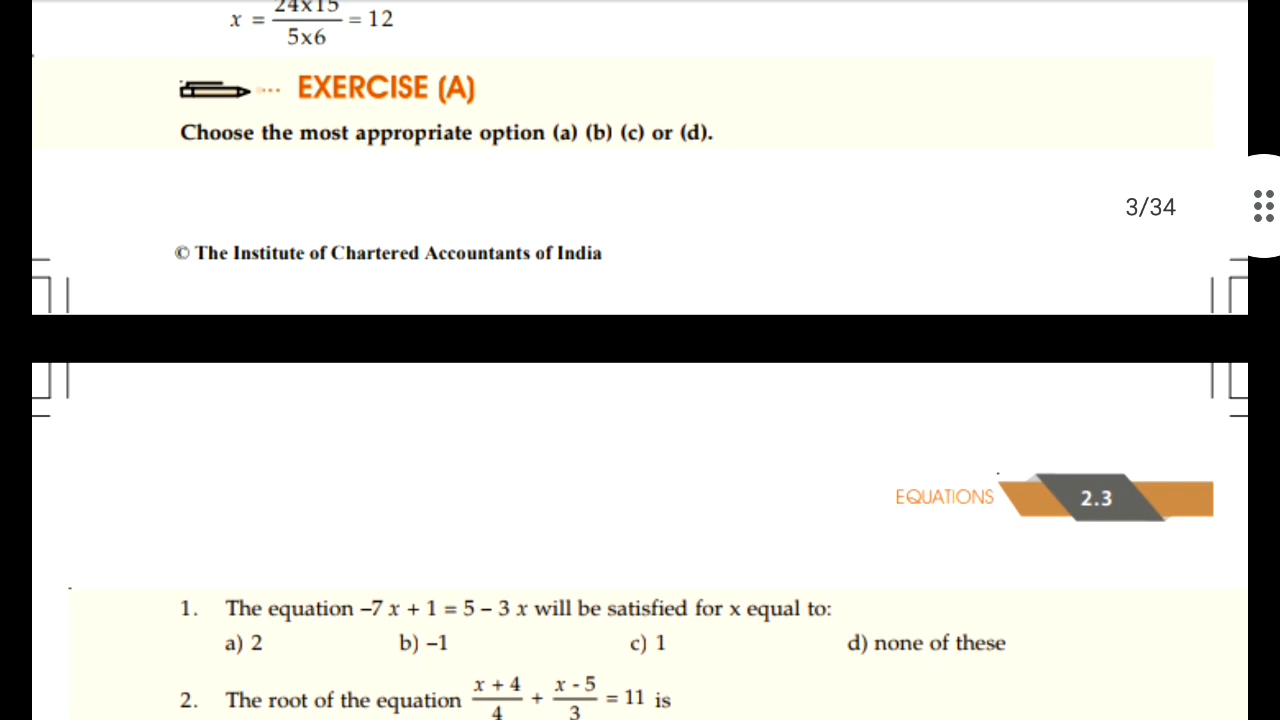 x = 24x15 / 5x6 = 12
EXERCISE (A)
Choose the most appropriate option (a) (b) (c) or (d).
3/34
© The Institute of Chartered Accountants of India
EQUATIONS 2.3
1. The equation –7 x + 1 = 5 – 3 x will be satisfied for x equal to:
a) 2 b) –1 c) 1 d) none of these
2. The root of the equation x + 4 / 4 + x - 5 / 3 = 11 is